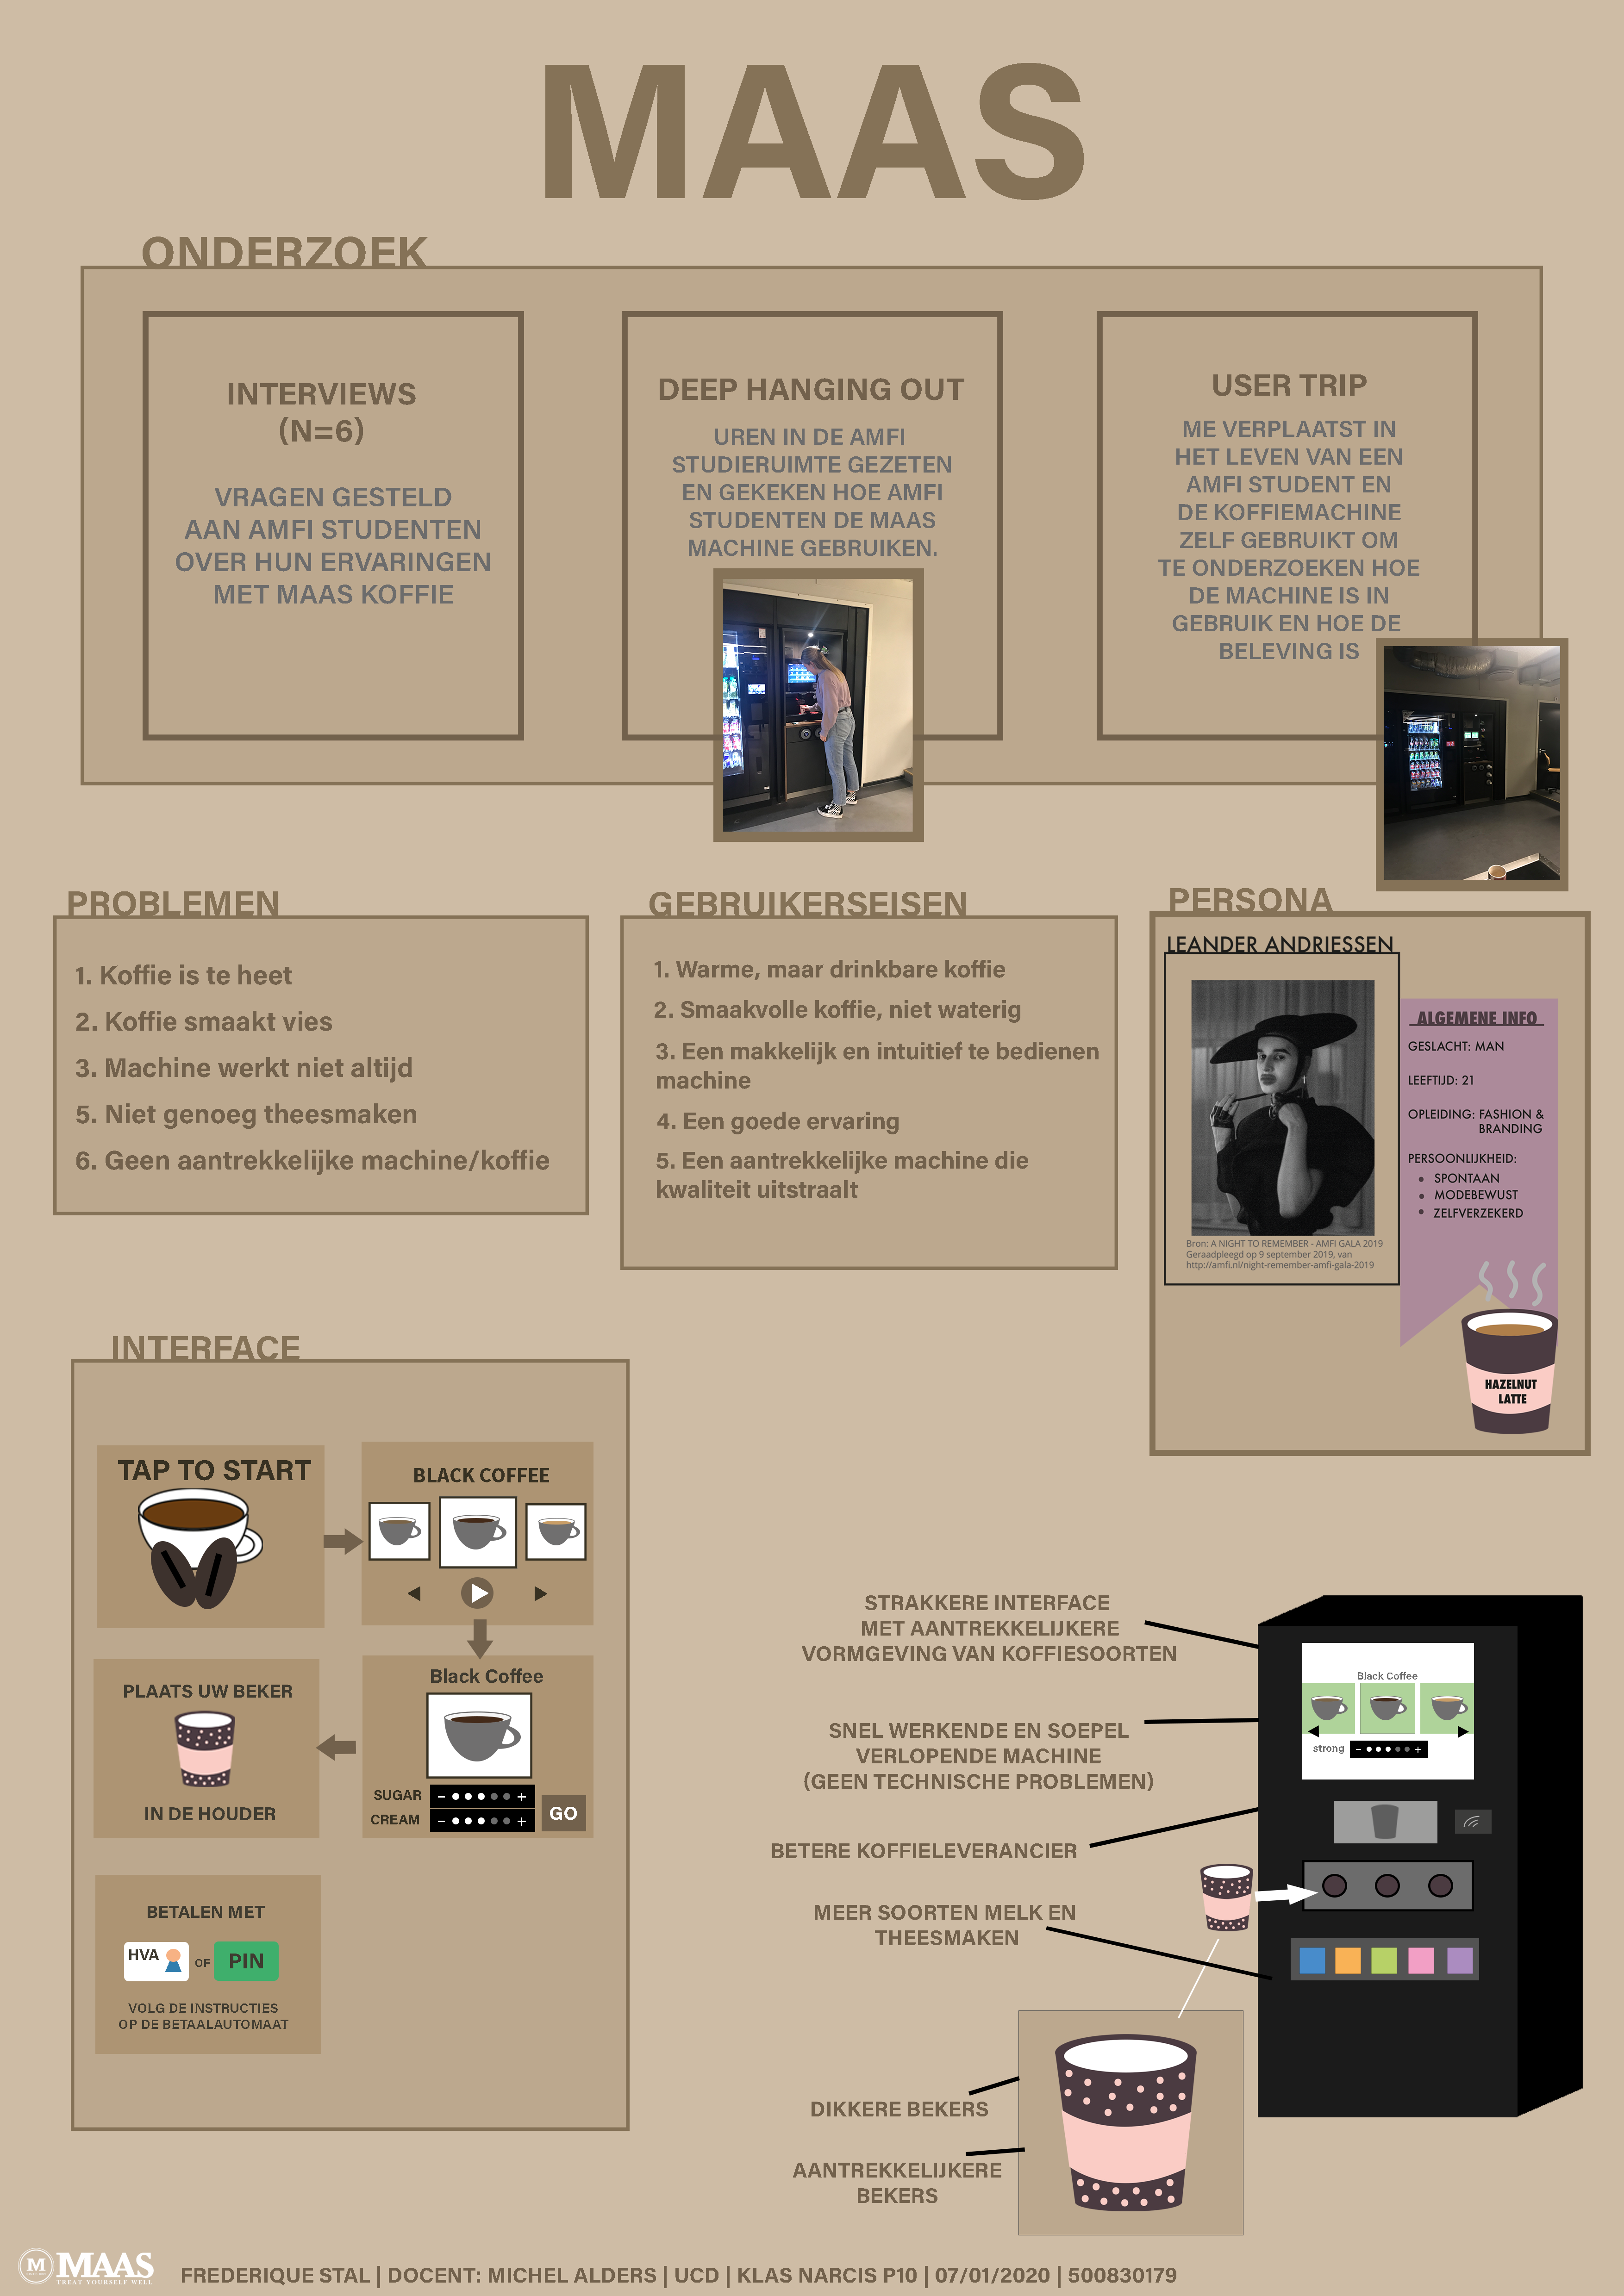 MAAS
ONDERZOEK
INTERVIEWS
(N=6)
VRAGEN GESTELD
AAN AMFI STUDENTEN
OVER HUN ERVARINGEN
MET MAAS KOFFIE
DEEP HANGING OUT
UREN IN DE AMFI
STUDIERUIMTE GEZETEN
EN GEKEKEN HOE AMFI
STUDENTEN DE MAAS
MACHINE GEBRUIKEN.
USER TRIP
ME VERPLAATST IN
HET LEVEN VAN EEN
AMFI STUDENT EN
DE KOFFIEMACHINE
ZELF GEBRUIKT OM
TE ONDERZOEKEN HOE
DE MACHINE IS IN
GEBRUIK EN HOE DE
BELEVING IS
PROBLEMEN
1. Koffie is te heet
2. Koffie smaakt vies
3. Machine werkt niet altijd
5. Niet genoeg theesmaken
6. Geen aantrekkelijke machine/koffie
GEBRUIKERSEISEN
1. Warme, maar drinkbare koffie
2. Smaakvolle koffie, niet waterig
3. Een makkelijk en intuitief te bedienen
machine
4. Een goede ervaring
5. Een aantrekkelijke machine die
kwaliteit uitstraalt
PERSONA
LEANDER ANDRIESSEN
Bron: A NIGHT TO REMEMBER - AMFI GALA 2019
Geraadpleegd op 9 september 2019, van
http://amfi.nl/night-remember-amfi-gala-2019
ALGEMENE INFO
GESLACHT: MAN
LEEFTIJD: 21
OPLEIDING: FASHION &
BRANDING
PERSOONLIJKHEID:
• SPONTAAN
• MODEBEWUST
• ZELFVERZEKERD
HAZELNUT
LATTE
INTERFACE
TAP TO START
BLACK COFFEE
Black Coffee
SUGAR - +
CREAM - +
GO
PLAATS UW BEKER
IN DE HOUDER
BETALEN MET
HVA OF PIN
VOLG DE INSTRUCTIES
OP DE BETAALAUTOMAAT
STRAKKERE INTERFACE
MET AANTREKKELIJKERE
VORMGEVING VAN KOFFIESOORTEN
SNEL WERKENDE EN SOEPEL
VERLOPENDE MACHINE
(GEEN TECHNISCHE PROBLEMEN)
BETERE KOFFIELEVERANCIER
MEER SOORTEN MELK EN
THEESMAKEN
Black Coffee
strong - +
DIKKERE BEKERS
AANTREKKELIJKERE
BEKERS
M MAAS
TREAT YOURSELF WELL
FREDERIQUE STAL | DOCENT: MICHEL ALDERS | UCD | KLAS NARCIS P10 | 07/01/2020 | 500830179